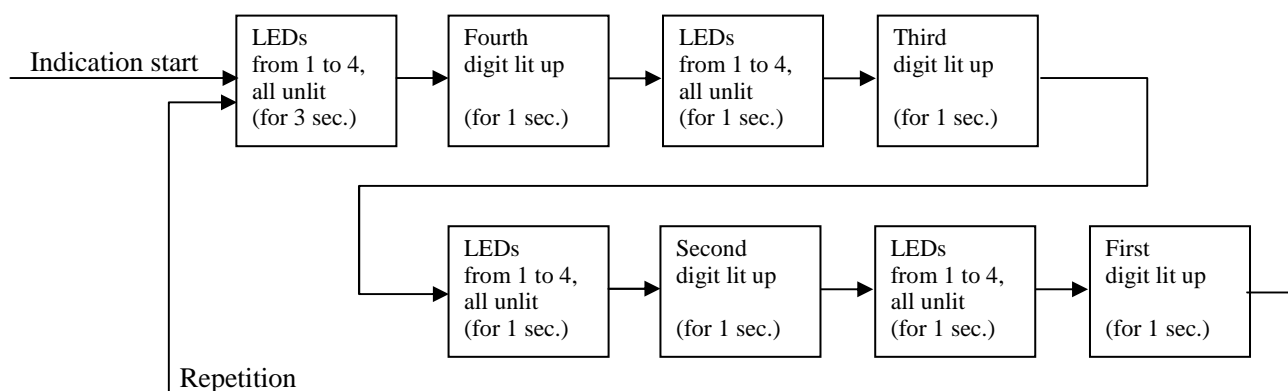 Indication start
LEDs
from 1 to 4,
all unlit
(for 3 sec.)
Fourth
digit lit up
(for 1 sec.)
LEDs
from 1 to 4,
all unlit
(for 1 sec.)
Third
digit lit up
(for 1 sec.)
LEDs
from 1 to 4,
all unlit
(for 1 sec.)
Second
digit lit up
(for 1 sec.)
LEDs
from 1 to 4,
all unlit
(for 1 sec.)
First
digit lit up
(for 1 sec.)
Repetition